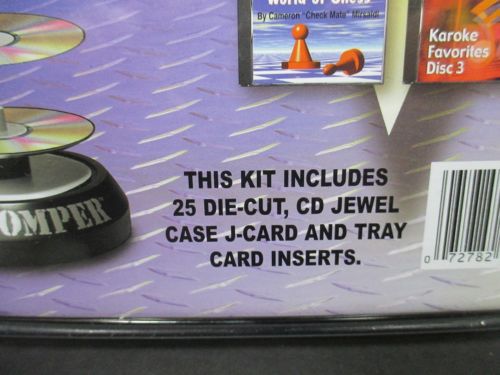 World of Chess
By Cameron "Check Mate" Mirsaldi
Karoke
Favorites
Disc 3
THIS KIT INCLUDES
25 DIE-CUT, CD JEWEL
CASE J-CARD AND TRAY
CARD INSERTS.
OMPER
0 72782